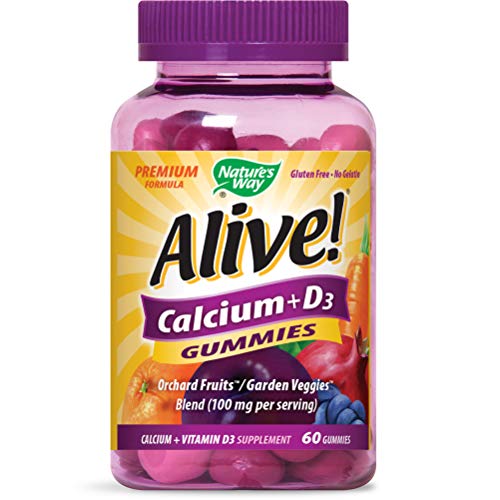 Nature's
Way®
PREMIUM
FORMULA
Gluten Free • No Gelatin
Alive!®
Calcium+D3
GUMMIES
Orchard Fruits™/Garden Veggies™
Blend (100 mg per serving)
CALCIUM + VITAMIN D3 SUPPLEMENT 60 GUMMIES